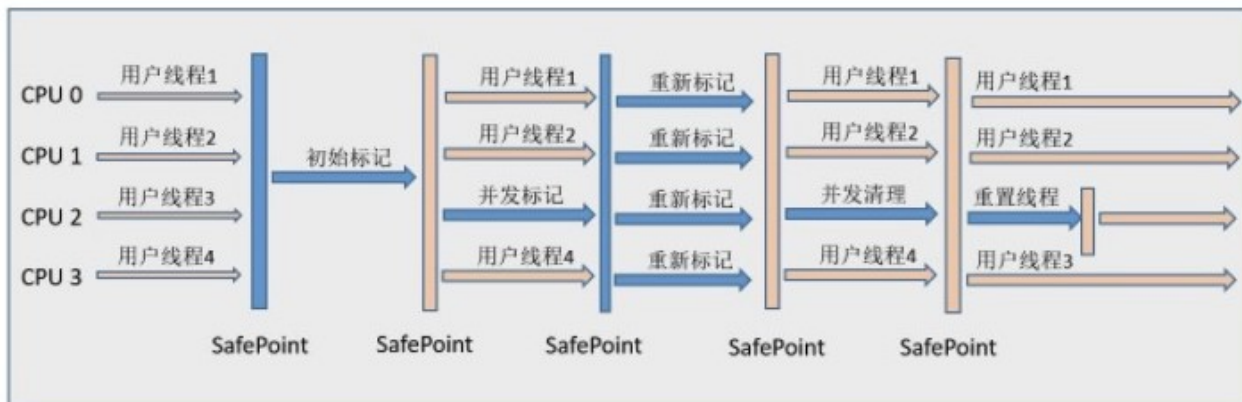 用户线程1 用户线程1 用户线程1 用户线程1
CPU 0 重新标记
用户线程2 用户线程2 用户线程2 用户线程2
CPU 1 初始标记 重新标记
用户线程3 并发标记 并发清理 重置线程
CPU 2 重新标记
用户线程4 用户线程4 用户线程4 用户线程3
CPU 3 重新标记
SafePoint SafePoint SafePoint SafePoint SafePoint